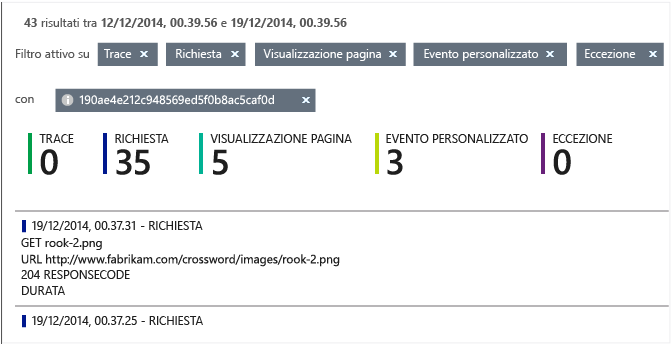 43 risultati tra 12/12/2014, 00.39.56 e 19/12/2014, 00.39.56
Filtro attivo su Trace × Richiesta × Visualizzazione pagina × Evento personalizzato × Eccezione ×
con 190ae4e212c948569ed5f0b8ac5caf0d ×
TRACE RICHIESTA VISUALIZZAZIONE PAGINA EVENTO PERSONALIZZATO ECCEZIONE
0 35 5 3 0
19/12/2014, 00.37.31 - RICHIESTA
GET rook-2.png
URL http://www.fabrikam.com/crossword/images/rook-2.png
204 RESPONSECODE
DURATA
19/12/2014, 00.37.25 - RICHIESTA